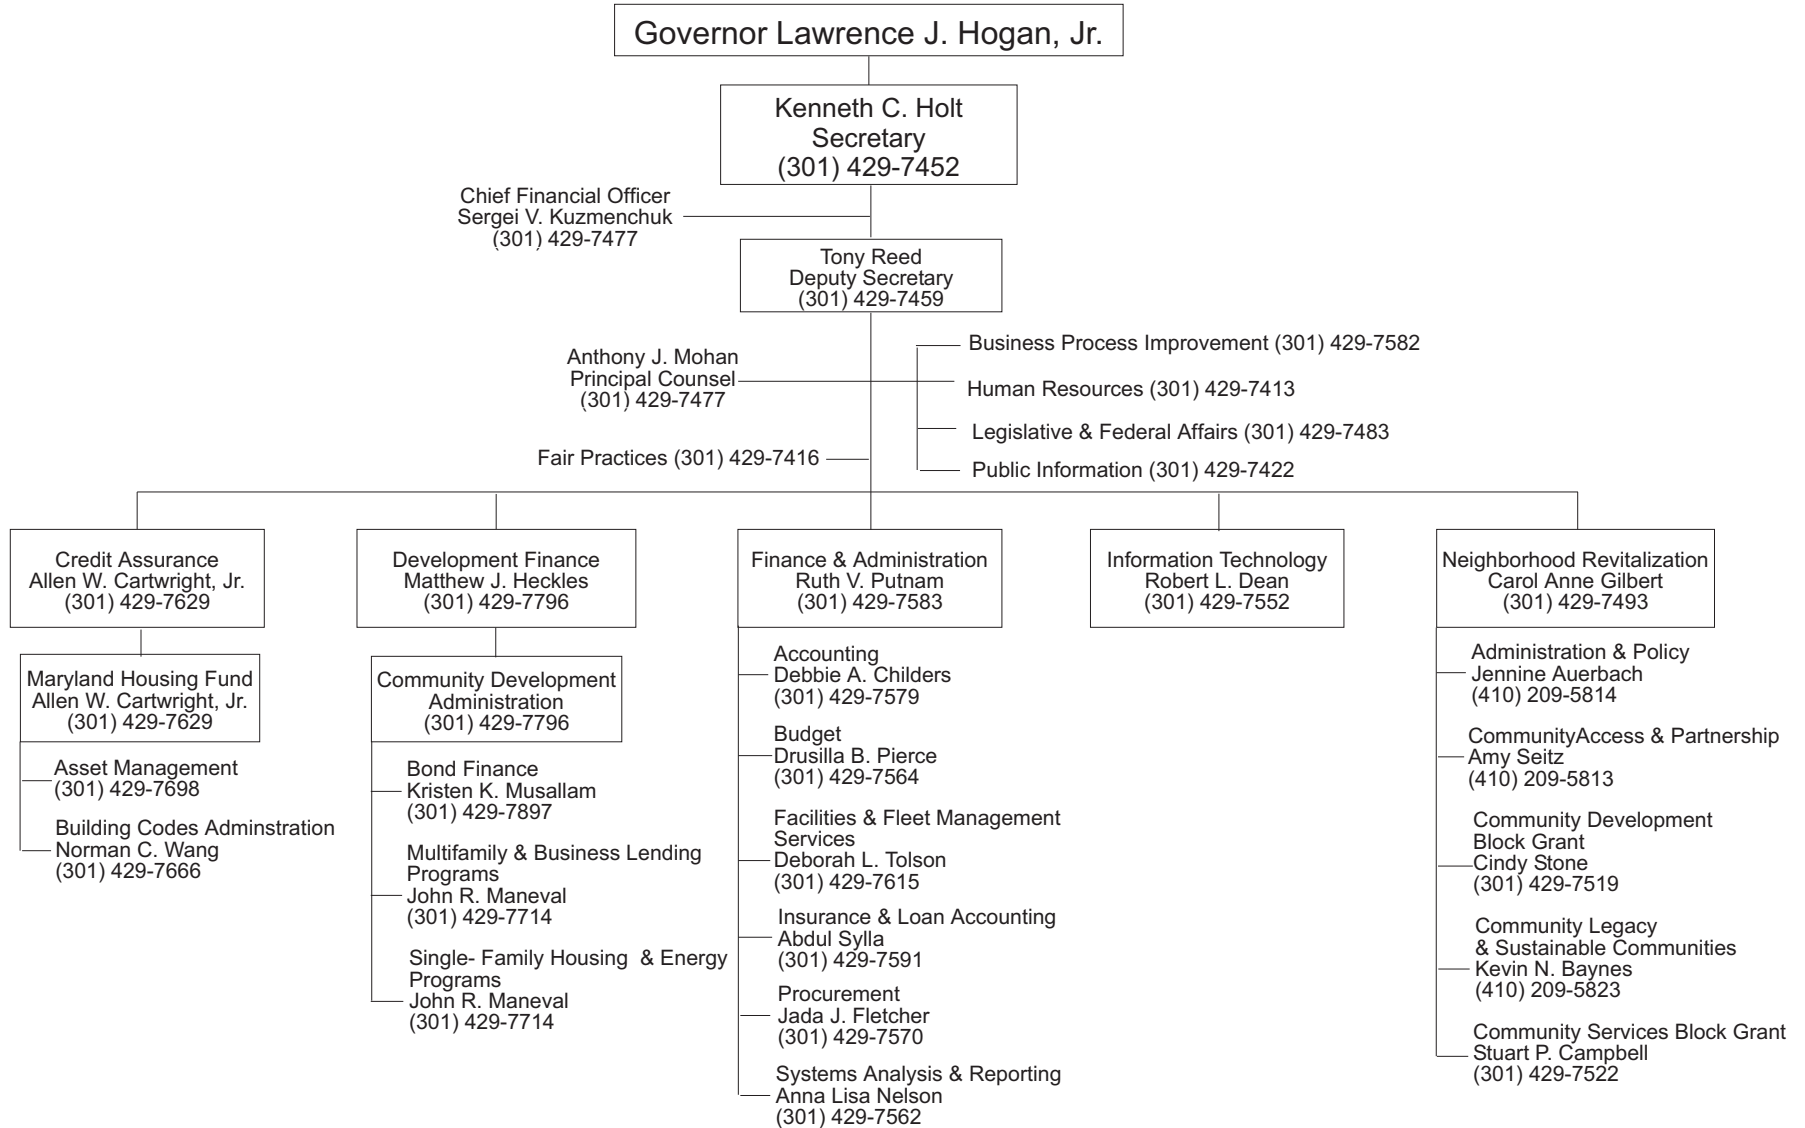 Governor Lawrence J. Hogan, Jr.
Kenneth C. Holt
Secretary
(301) 429-7452
Chief Financial Officer
Sergei V. Kuzmenchuk
(301) 429-7477
Tony Reed
Deputy Secretary
(301) 429-7459
Anthony J. Mohan
Principal Counsel
(301) 429-7477
Fair Practices (301) 429-7416
Business Process Improvement (301) 429-7582
Human Resources (301) 429-7413
Legislative & Federal Affairs (301) 429-7483
Public Information (301) 429-7422
Credit Assurance
Allen W. Cartwright, Jr.
(301) 429-7629
Maryland Housing Fund
Allen W. Cartwright, Jr.
(301) 429-7629
Asset Management
(301) 429-7698
Building Codes Adminstration
Norman C. Wang
(301) 429-7666
Development Finance
Matthew J. Heckles
(301) 429-7796
Community Development
Administration
(301) 429-7796
Bond Finance
Kristen K. Musallam
(301) 429-7897
Multifamily & Business Lending
Programs
John R. Maneval
(301) 429-7714
Single- Family Housing & Energy
Programs
John R. Maneval
(301) 429-7714
Finance & Administration
Ruth V. Putnam
(301) 429-7583
Accounting
Debbie A. Childers
(301) 429-7579
Budget
Drusilla B. Pierce
(301) 429-7564
Facilities & Fleet Management
Services
Deborah L. Tolson
(301) 429-7615
Insurance & Loan Accounting
Abdul Sylla
(301) 429-7591
Procurement
Jada J. Fletcher
(301) 429-7570
Systems Analysis & Reporting
Anna Lisa Nelson
(301) 429-7562
Information Technology
Robert L. Dean
(301) 429-7552
Neighborhood Revitalization
Carol Anne Gilbert
(301) 429-7493
Administration & Policy
Jennine Auerbach
(410) 209-5814
CommunityAccess & Partnership
Amy Seitz
(410) 209-5813
Community Development
Block Grant
Cindy Stone
(301) 429-7519
Community Legacy
& Sustainable Communities
Kevin N. Baynes
(410) 209-5823
Community Services Block Grant
Stuart P. Campbell
(301) 429-7522